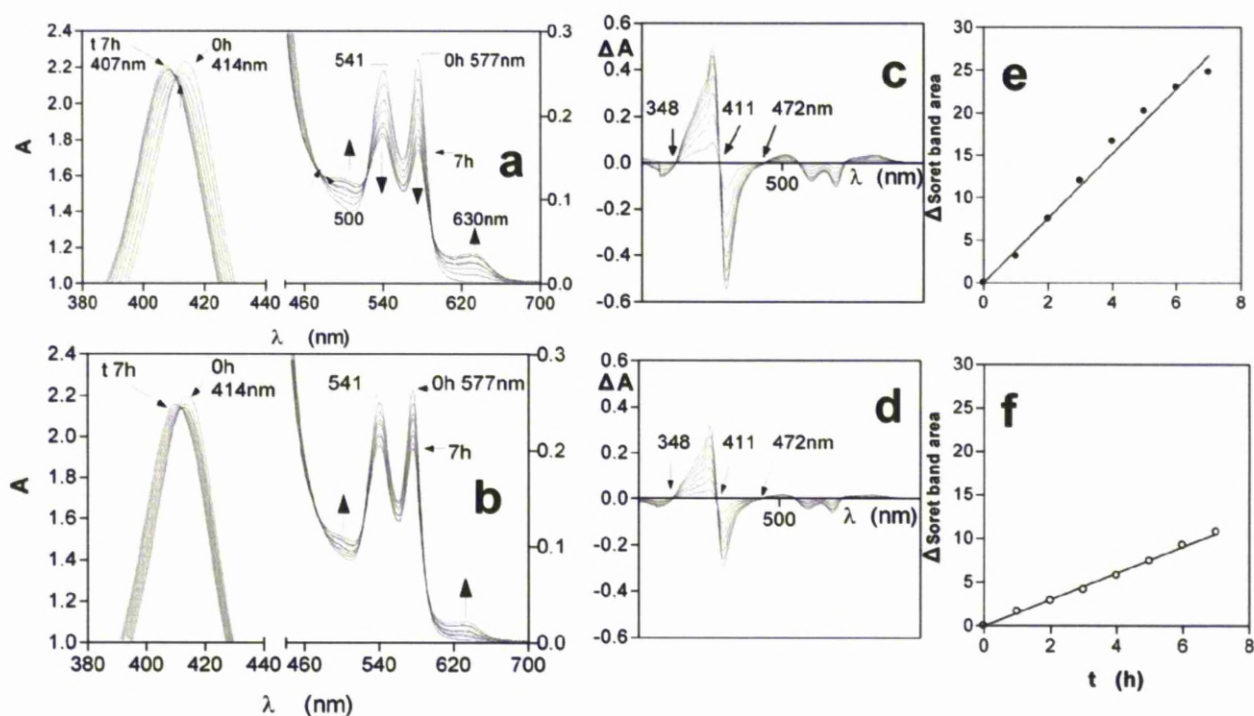 2.4
2.2
2.0
1.8
1.6
1.4
1.2
1.0
A
t 7h
407nm
0h
414nm
380 400 420 440
541
0h 577nm
7h
a
500
630nm
0.3
0.2
0.1
0.0
460 540 620 700
λ (nm)
0.6
ΔA
0.4
0.2
0.0
-0.2
-0.4
-0.6
348
411
472nm
c
500
λ (nm)
Δ Soret band area
30
25
20
15
10
5
0
e
0 2 4 6 8
2.4
2.2
2.0
1.8
1.6
1.4
1.2
1.0
A
t 7h
0h
414nm
380 400 420 440
541
0h 577nm
7h
b
0.3
0.2
0.1
0.0
460 540 620 700
λ (nm)
0.6
ΔA
0.4
0.2
0.0
-0.2
-0.4
-0.6
348
411
472nm
d
500
λ (nm)
Δ Soret band area
30
25
20
15
10
5
0
f
0 2 4 6 8
t (h)